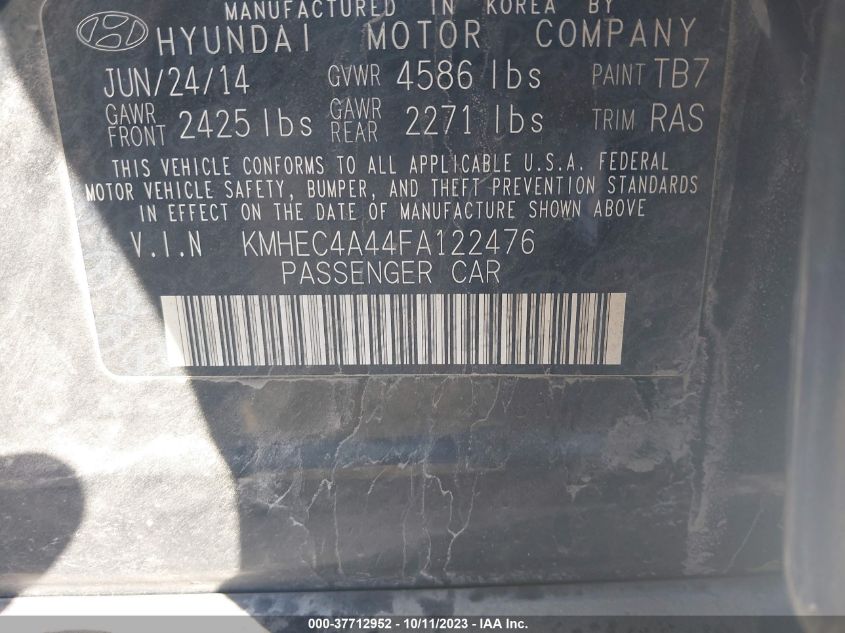 MANUFACTURED IN KOREA BY
HYUNDAI MOTOR COMPANY
JUN/24/14 GVWR 4586 lbs PAINT TB7
GAWR FRONT 2425 lbs GAWR REAR 2271 lbs TRIM RAS
THIS VEHICLE CONFORMS TO ALL APPLICABLE U.S.A. FEDERAL
MOTOR VEHICLE SAFETY, BUMPER, AND THEFT PREVENTION STANDARDS
IN EFFECT ON THE DATE OF MANUFACTURE SHOWN ABOVE
V.I.N KMHEC4A44FA122476
PASSENGER CAR
000-37712952 - 10/11/2023 - IAA Inc.